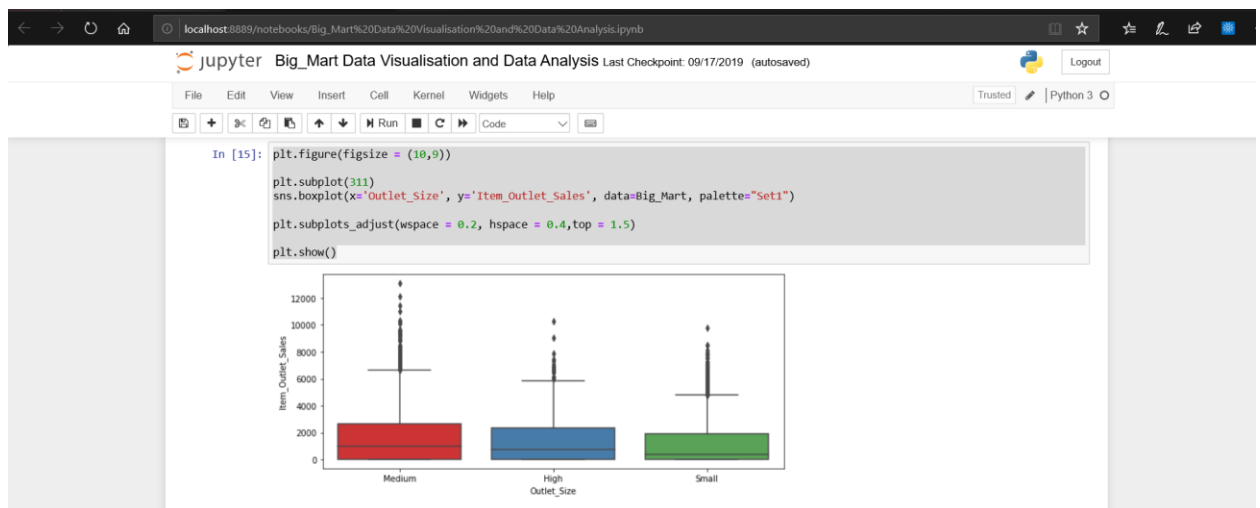 localhost:8889/notebooks/Big_Mart%20Data%20Visualisation%20and%20Data%20Analysis.ipynb
jupyter Big_Mart Data Visualisation and Data Analysis Last Checkpoint: 09/17/2019 (autosaved) Logout
File Edit View Insert Cell Kernel Widgets Help Trusted Python 3
Run Code
In [15]: plt.figure(figsize = (10,9))
plt.subplot(311)
sns.boxplot(x='Outlet_Size', y='Item_Outlet_Sales', data=Big_Mart, palette="Set1")
plt.subplots_adjust(wspace = 0.2, hspace = 0.4,top = 1.5)
plt.show()
12000
10000
8000
6000
4000
2000
0
Item_Outlet_Sales
Medium High Small
Outlet_Size